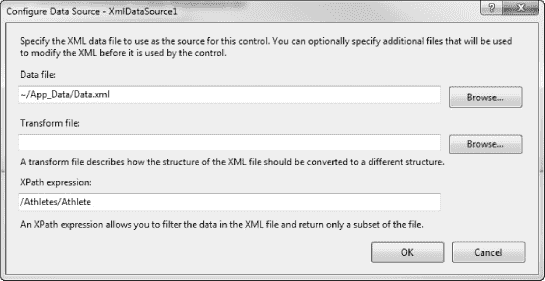 Configure Data Source - XmlDataSource1
Specify the XML data file to use as the source for this control. You can optionally specify additional files that will be used
to modify the XML before it is used by the control.
Data file:
~/App_Data/Data.xml
Browse...
Transform file:
Browse...
A transform file describes how the structure of the XML file should be converted to a different structure.
XPath expression:
/Athletes/Athlete
An XPath expression allows you to filter the data in the XML file and return only a subset of the file.
OK
Cancel